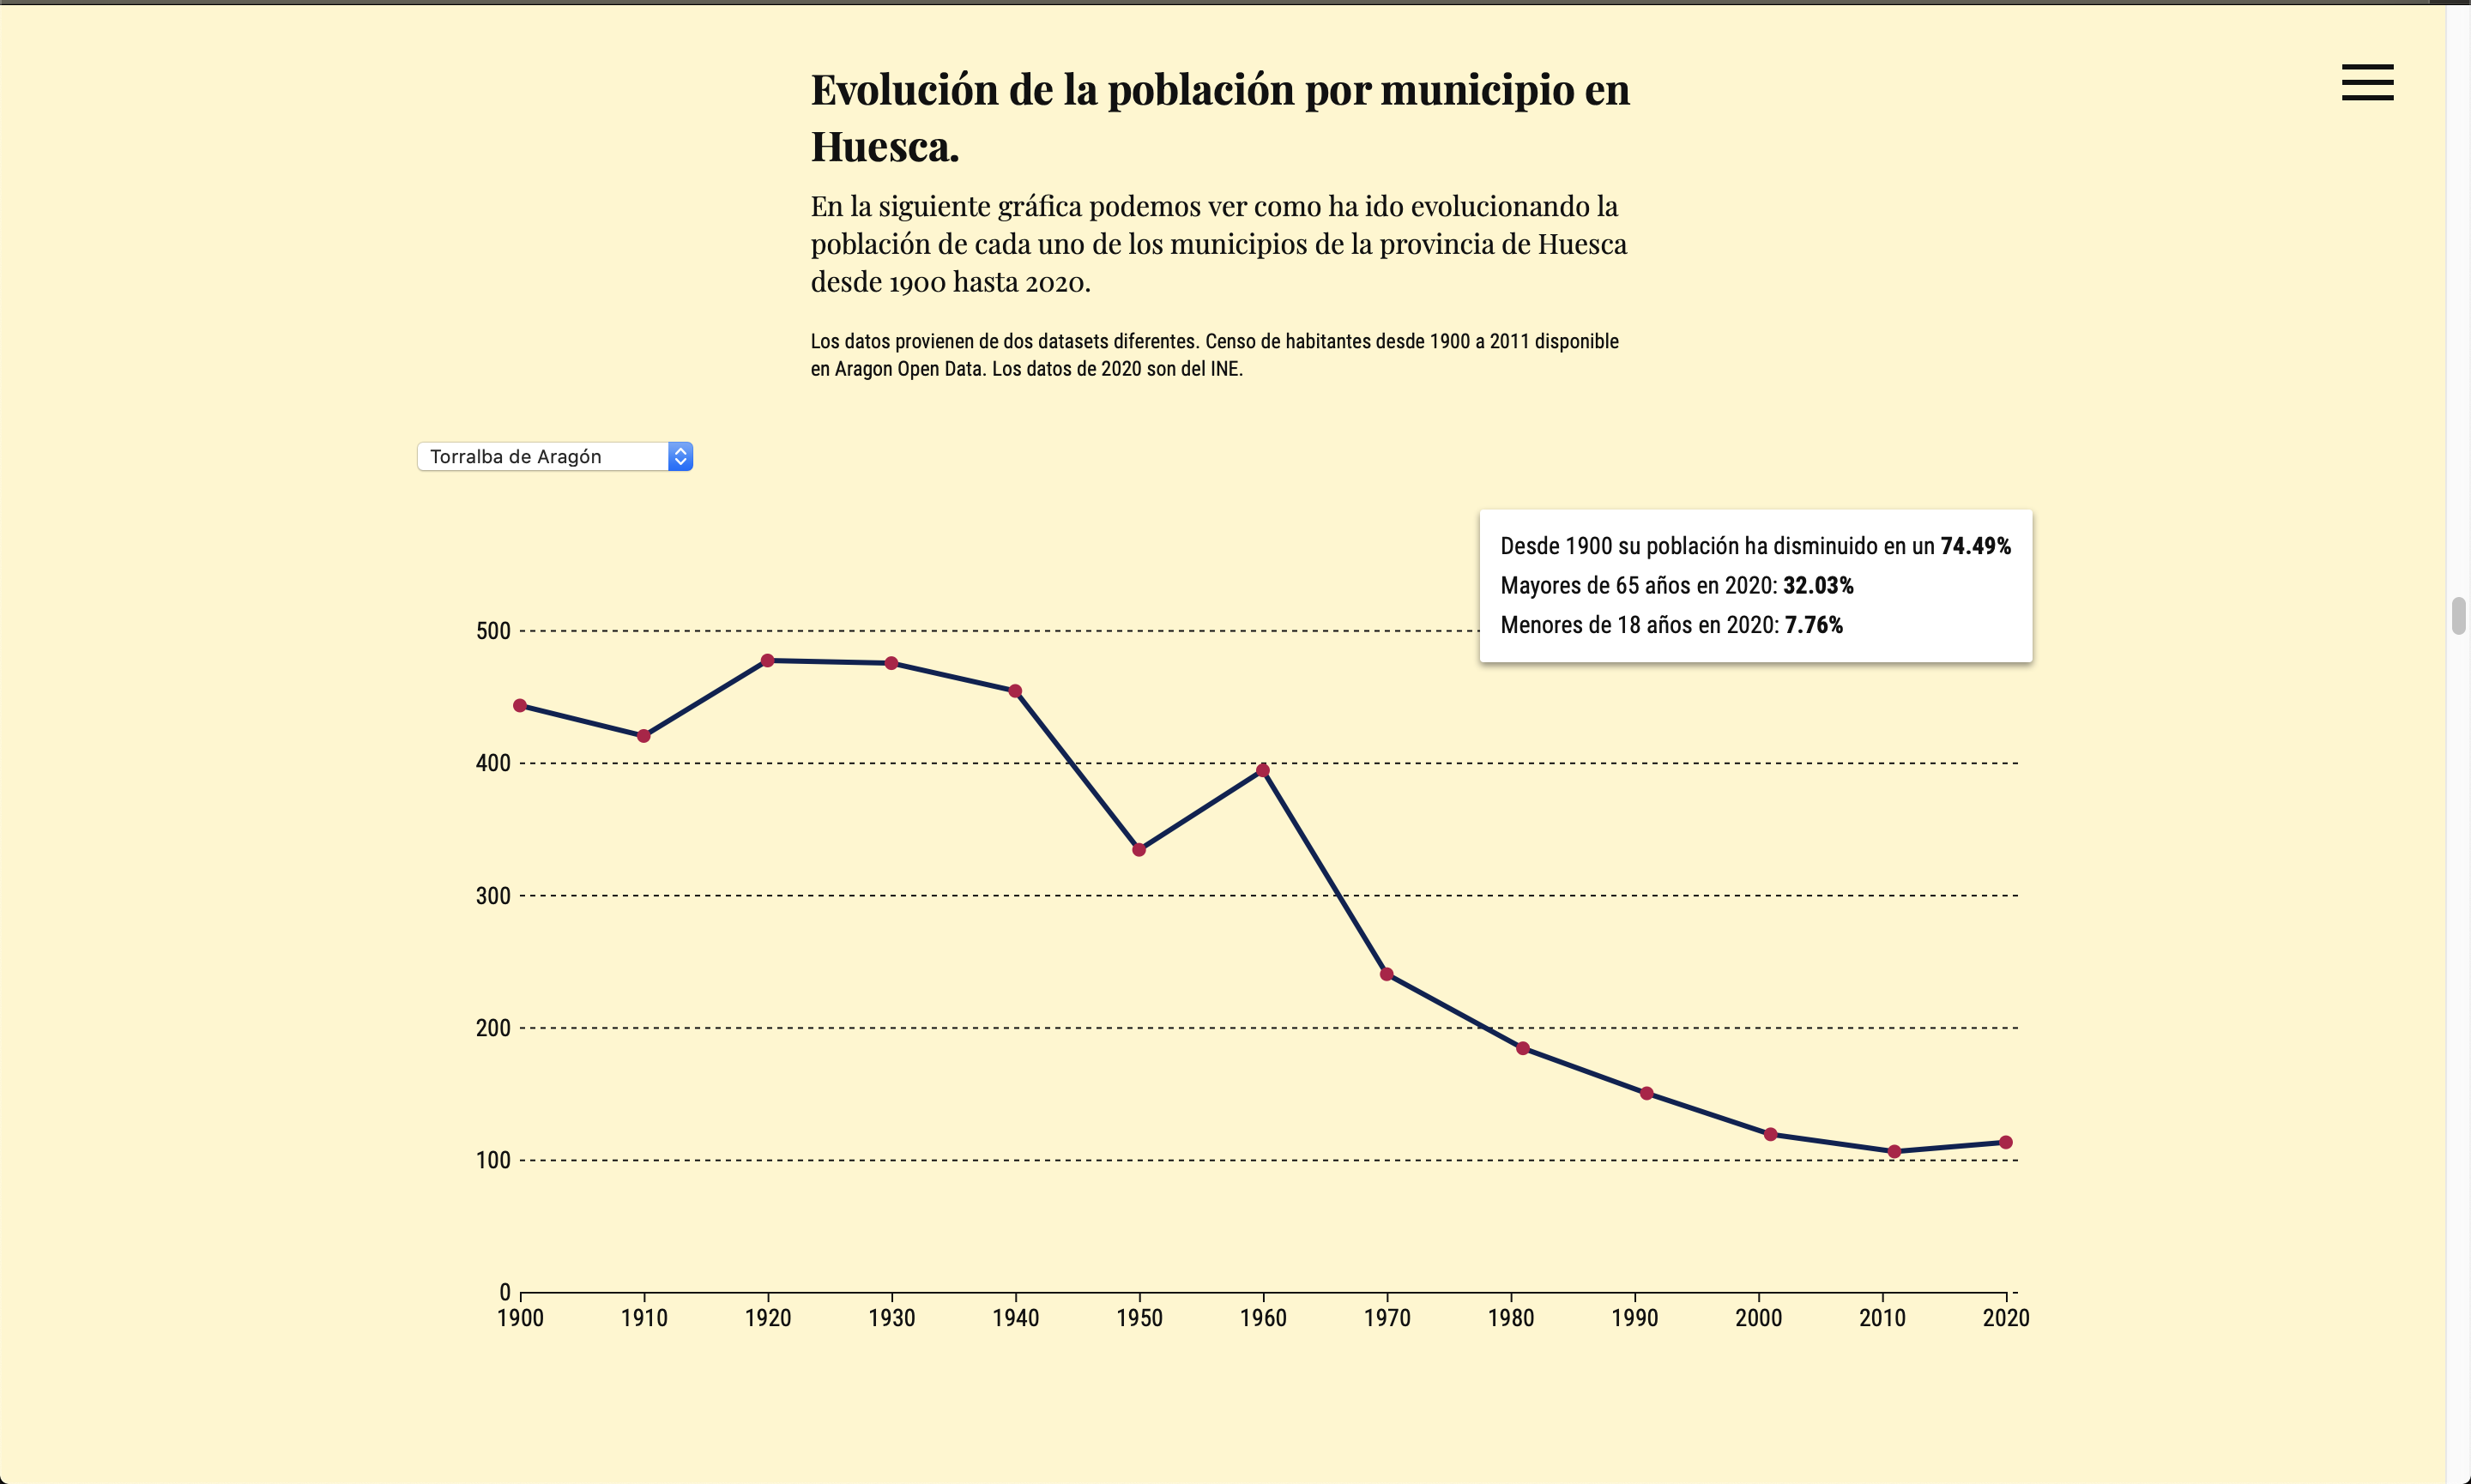 Evolución de la población por municipio en
Huesca.
En la siguiente gráfica podemos ver como ha ido evolucionando la
población de cada uno de los municipios de la provincia de Huesca
desde 1900 hasta 2020.
Los datos provienen de dos datasets diferentes. Censo de habitantes desde 1900 a 2011 disponible
en Aragon Open Data. Los datos de 2020 son del INE.
Torralba de Aragón
Desde 1900 su población ha disminuido en un 74.49%
Mayores de 65 años en 2020: 32.03%
Menores de 18 años en 2020: 7.76%
500
400
300
200
100
0
1900 1910 1920 1930 1940 1950 1960 1970 1980 1990 2000 2010 2020